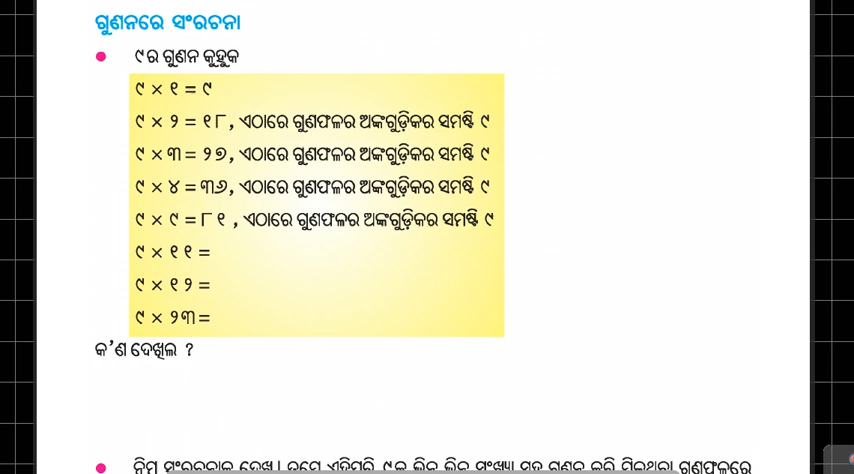 ଗୁଣନରେ ସଂରଚନା
• ୯ର ଗୁଣନ କୁହୁକ
୯ × ୧ = ୯
୯ × ୨ = ୧୮, ଏଠାରେ ଗୁଣଫଳର ଅଙ୍କଗୁଡ଼ିକର ସମଷ୍ଟି ୯
୯ × ୩ = ୨୭, ଏଠାରେ ଗୁଣଫଳର ଅଙ୍କଗୁଡ଼ିକର ସମଷ୍ଟି ୯
୯ × ୪ = ୩୬, ଏଠାରେ ଗୁଣଫଳର ଅଙ୍କଗୁଡ଼ିକର ସମଷ୍ଟି ୯
୯ × ୯ = ୮୧ , ଏଠାରେ ଗୁଣଫଳର ଅଙ୍କଗୁଡ଼ିକର ସମଷ୍ଟି ୯
୯ × ୧୧ =
୯ × ୧୨ =
୯ × ୨୩ =
କ’ଣ ଦେଖିଲ ?